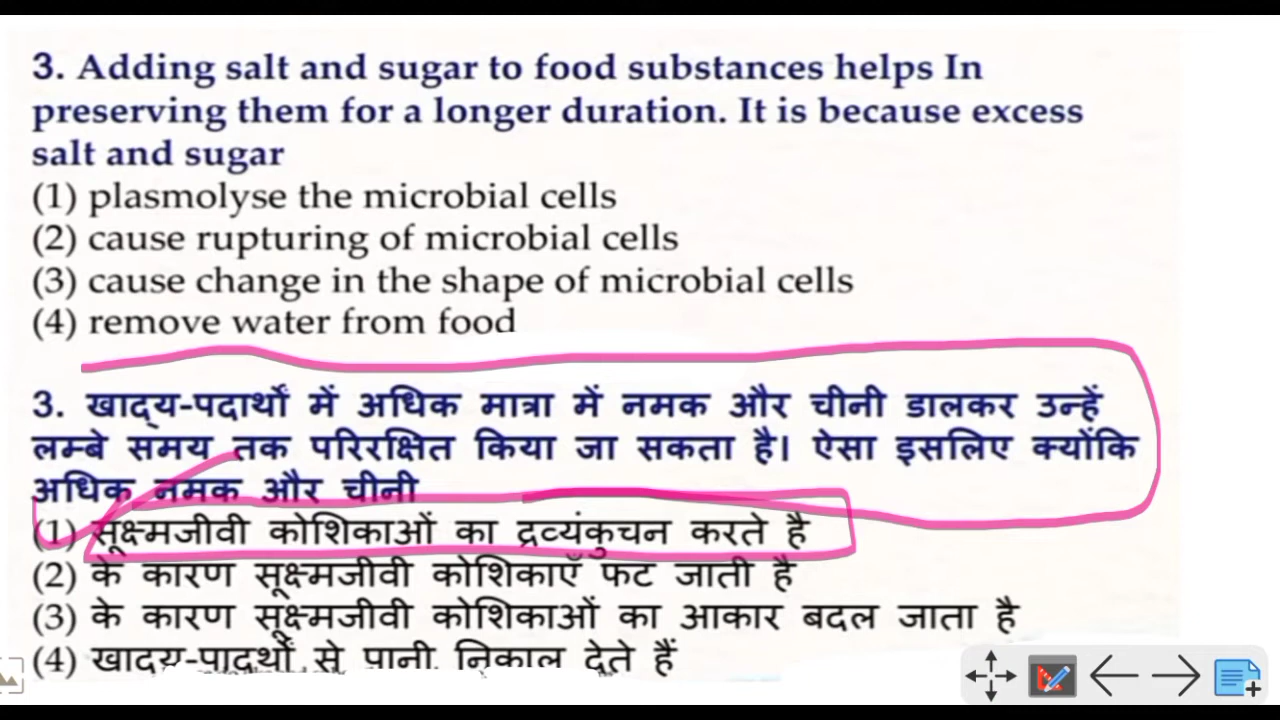 3. Adding salt and sugar to food substances helps In
preserving them for a longer duration. It is because excess
salt and sugar
(1) plasmolyse the microbial cells
(2) cause rupturing of microbial cells
(3) cause change in the shape of microbial cells
(4) remove water from food
3. खाद्य-पदार्थों में अधिक मात्रा में नमक और चीनी डालकर उन्हें
लम्बे समय तक परिरक्षित किया जा सकता है। ऐसा इसलिए क्योंकि
अधिक नमक और चीनी
(1) सूक्ष्मजीवी कोशिकाओं का द्रव्यंकुचन करते है
(2) के कारण सूक्ष्मजीवी कोशिकाएँ फट जाती है
(3) के कारण सूक्ष्मजीवी कोशिकाओं का आकार बदल जाता है
(4) खाद्य-पादर्थों से पानी निकाल देते हैं